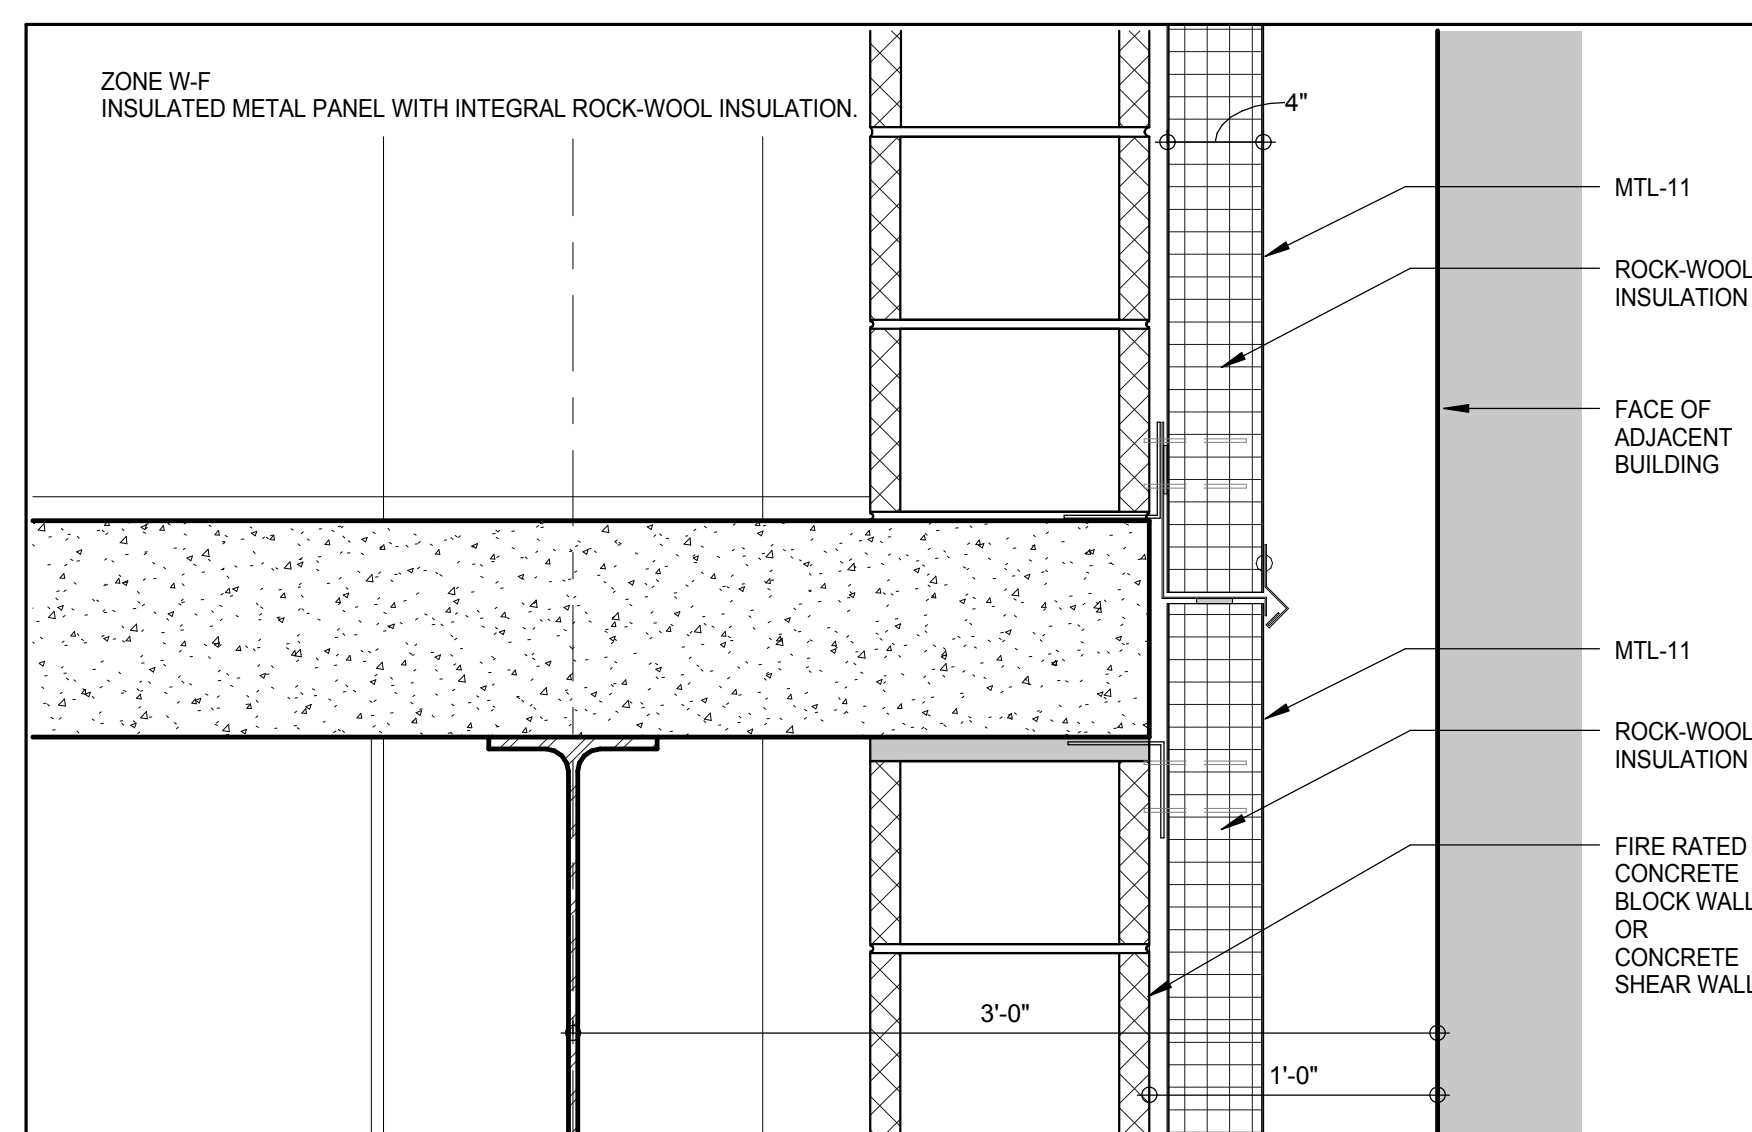 ZONE W-F
INSULATED METAL PANEL WITH INTEGRAL ROCK-WOOL INSULATION.
4"
MTL-11
ROCK-WOOL
INSULATION
FACE OF
ADJACENT
BUILDING
MTL-11
ROCK-WOOL
INSULATION
FIRE RATED
CONCRETE
BLOCK WALL
OR
CONCRETE
SHEAR WALL
3'-0"
1'-0"